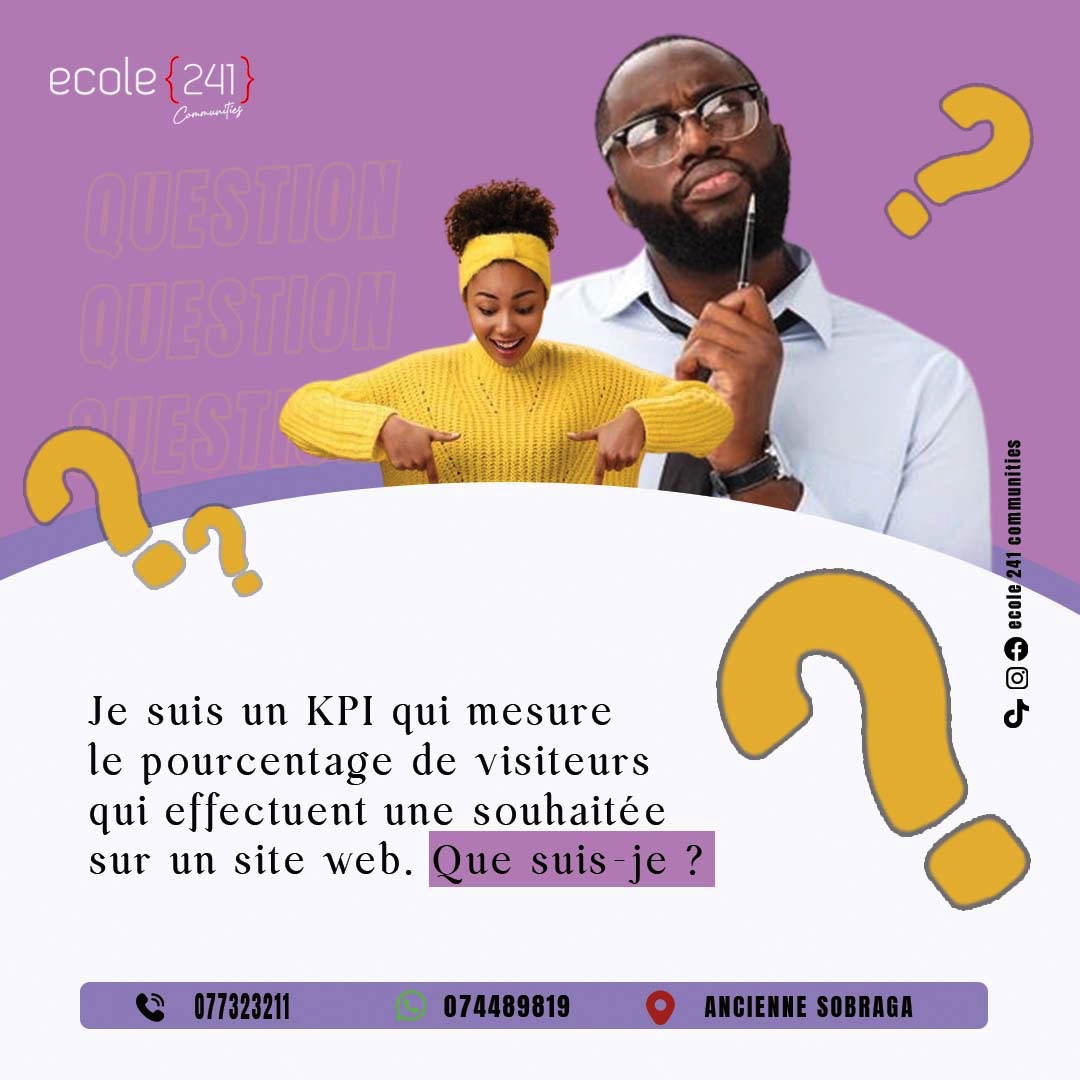 ecole {241}
Communities
QUESTION
QUESTION
QUESTION
ecole 241 communities
Je suis un KPI qui mesure
le pourcentage de visiteurs
qui effectuent une souhaitée
sur un site web. Que suis-je ?
077323211
074489819
ANCIENNE SOBRAGA